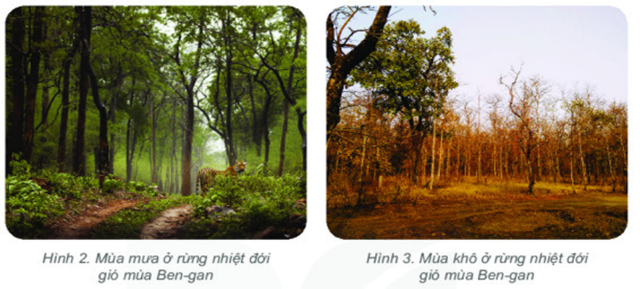 Hình 2. Mùa mưa ở rừng nhiệt đới
gió mùa Ben-gan
Hình 3. Mùa khô ở rừng nhiệt đới
gió mùa Ben-gan